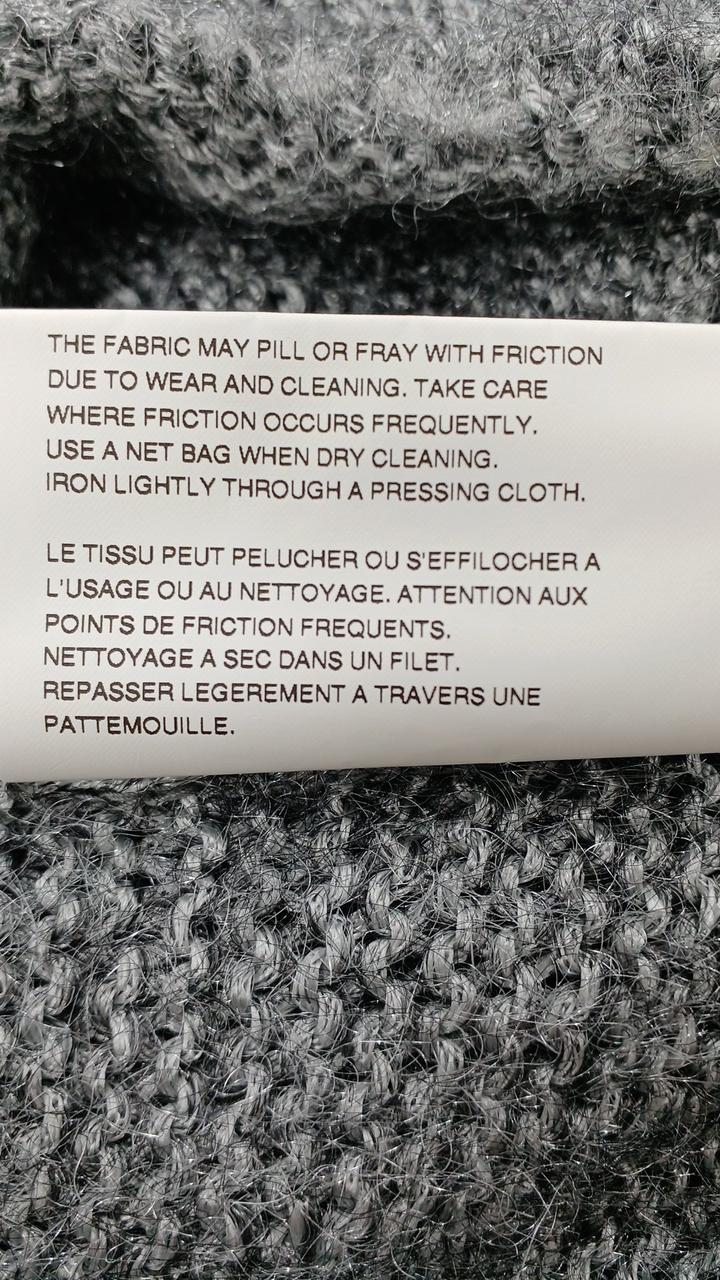 THE FABRIC MAY PILL OR FRAY WITH FRICTION
DUE TO WEAR AND CLEANING. TAKE CARE
WHERE FRICTION OCCURS FREQUENTLY.
USE A NET BAG WHEN DRY CLEANING.
IRON LIGHTLY THROUGH A PRESSING CLOTH.
LE TISSU PEUT PELUCHER OU S'EFFILOCHER A
L'USAGE OU AU NETTOYAGE. ATTENTION AUX
POINTS DE FRICTION FREQUENTS.
NETTOYAGE A SEC DANS UN FILET.
REPASSER LEGEREMENT A TRAVERS UNE
PATTEMOUILLE.